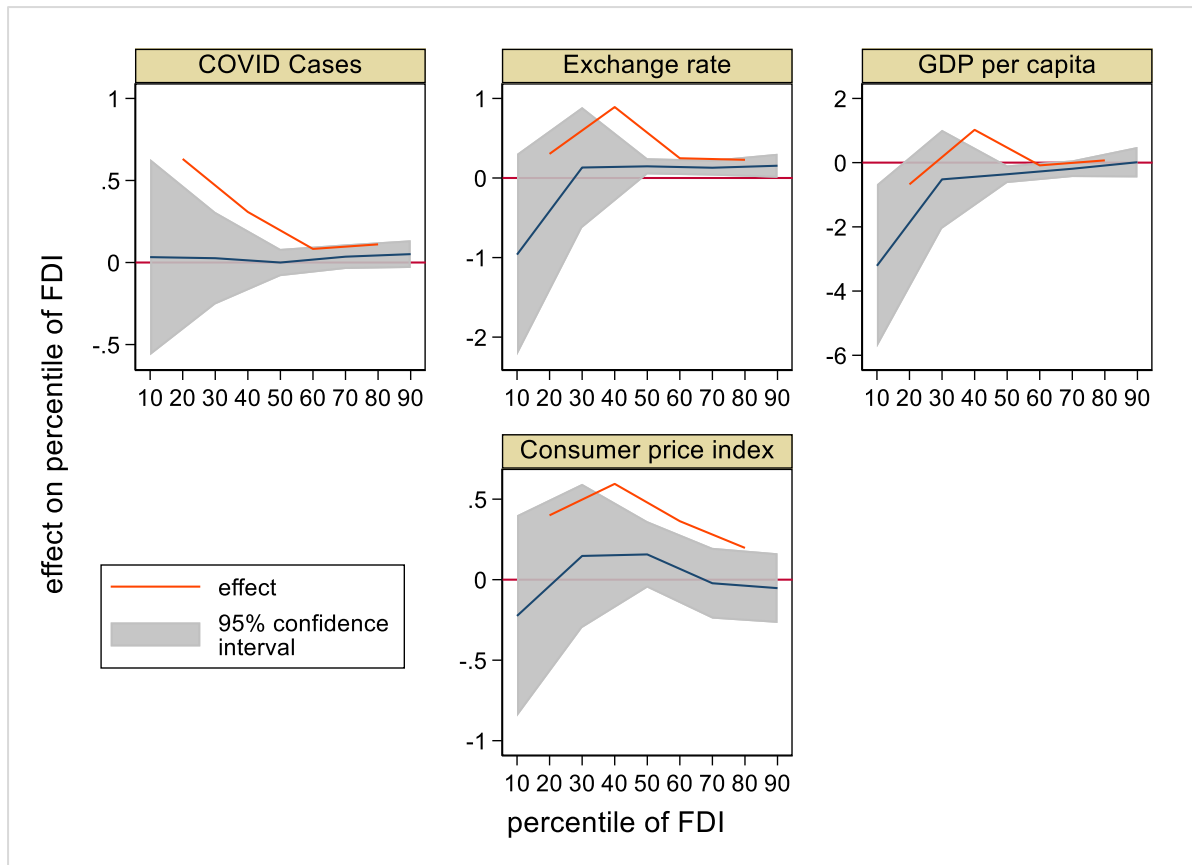 COVID Cases
1
.5
0
-.5
10 20 30 40 50 60 70 80 90
Exchange rate
1
0
-1
-2
10 20 30 40 50 60 70 80 90
GDP per capita
2
0
-2
-4
-6
10 20 30 40 50 60 70 80 90
Consumer price index
.5
0
-.5
-1
10 20 30 40 50 60 70 80 90
effect on percentile of FDI
effect
95% confidence
interval
percentile of FDI